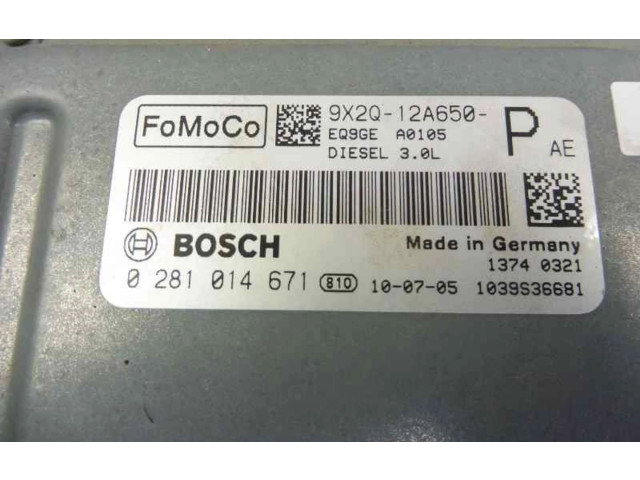 FoMoCo
9X2Q-12A650-
P AE
EQ9GE A0105
DIESEL 3.0L
BOSCH
Made in Germany
1374 0321
0 281 014 671 810 10-07-05 1039S36681